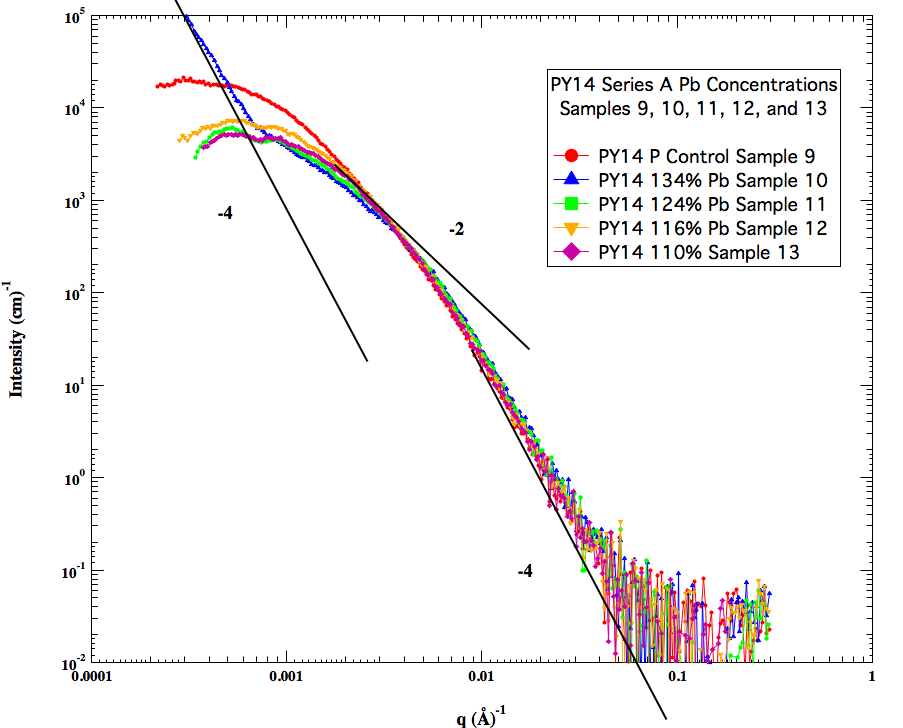 10^5
10^4
10^3
10^2
10^1
10^0
10^-1
10^-2
Intensity (cm)^-1
PY14 Series A Pb Concentrations
Samples 9, 10, 11, 12, and 13
PY14 P Control Sample 9
PY14 134% Pb Sample 10
PY14 124% Pb Sample 11
PY14 116% Pb Sample 12
PY14 110% Sample 13
-4
-2
-4
0.0001 0.001 0.01 0.1 1
q (Å)^-1